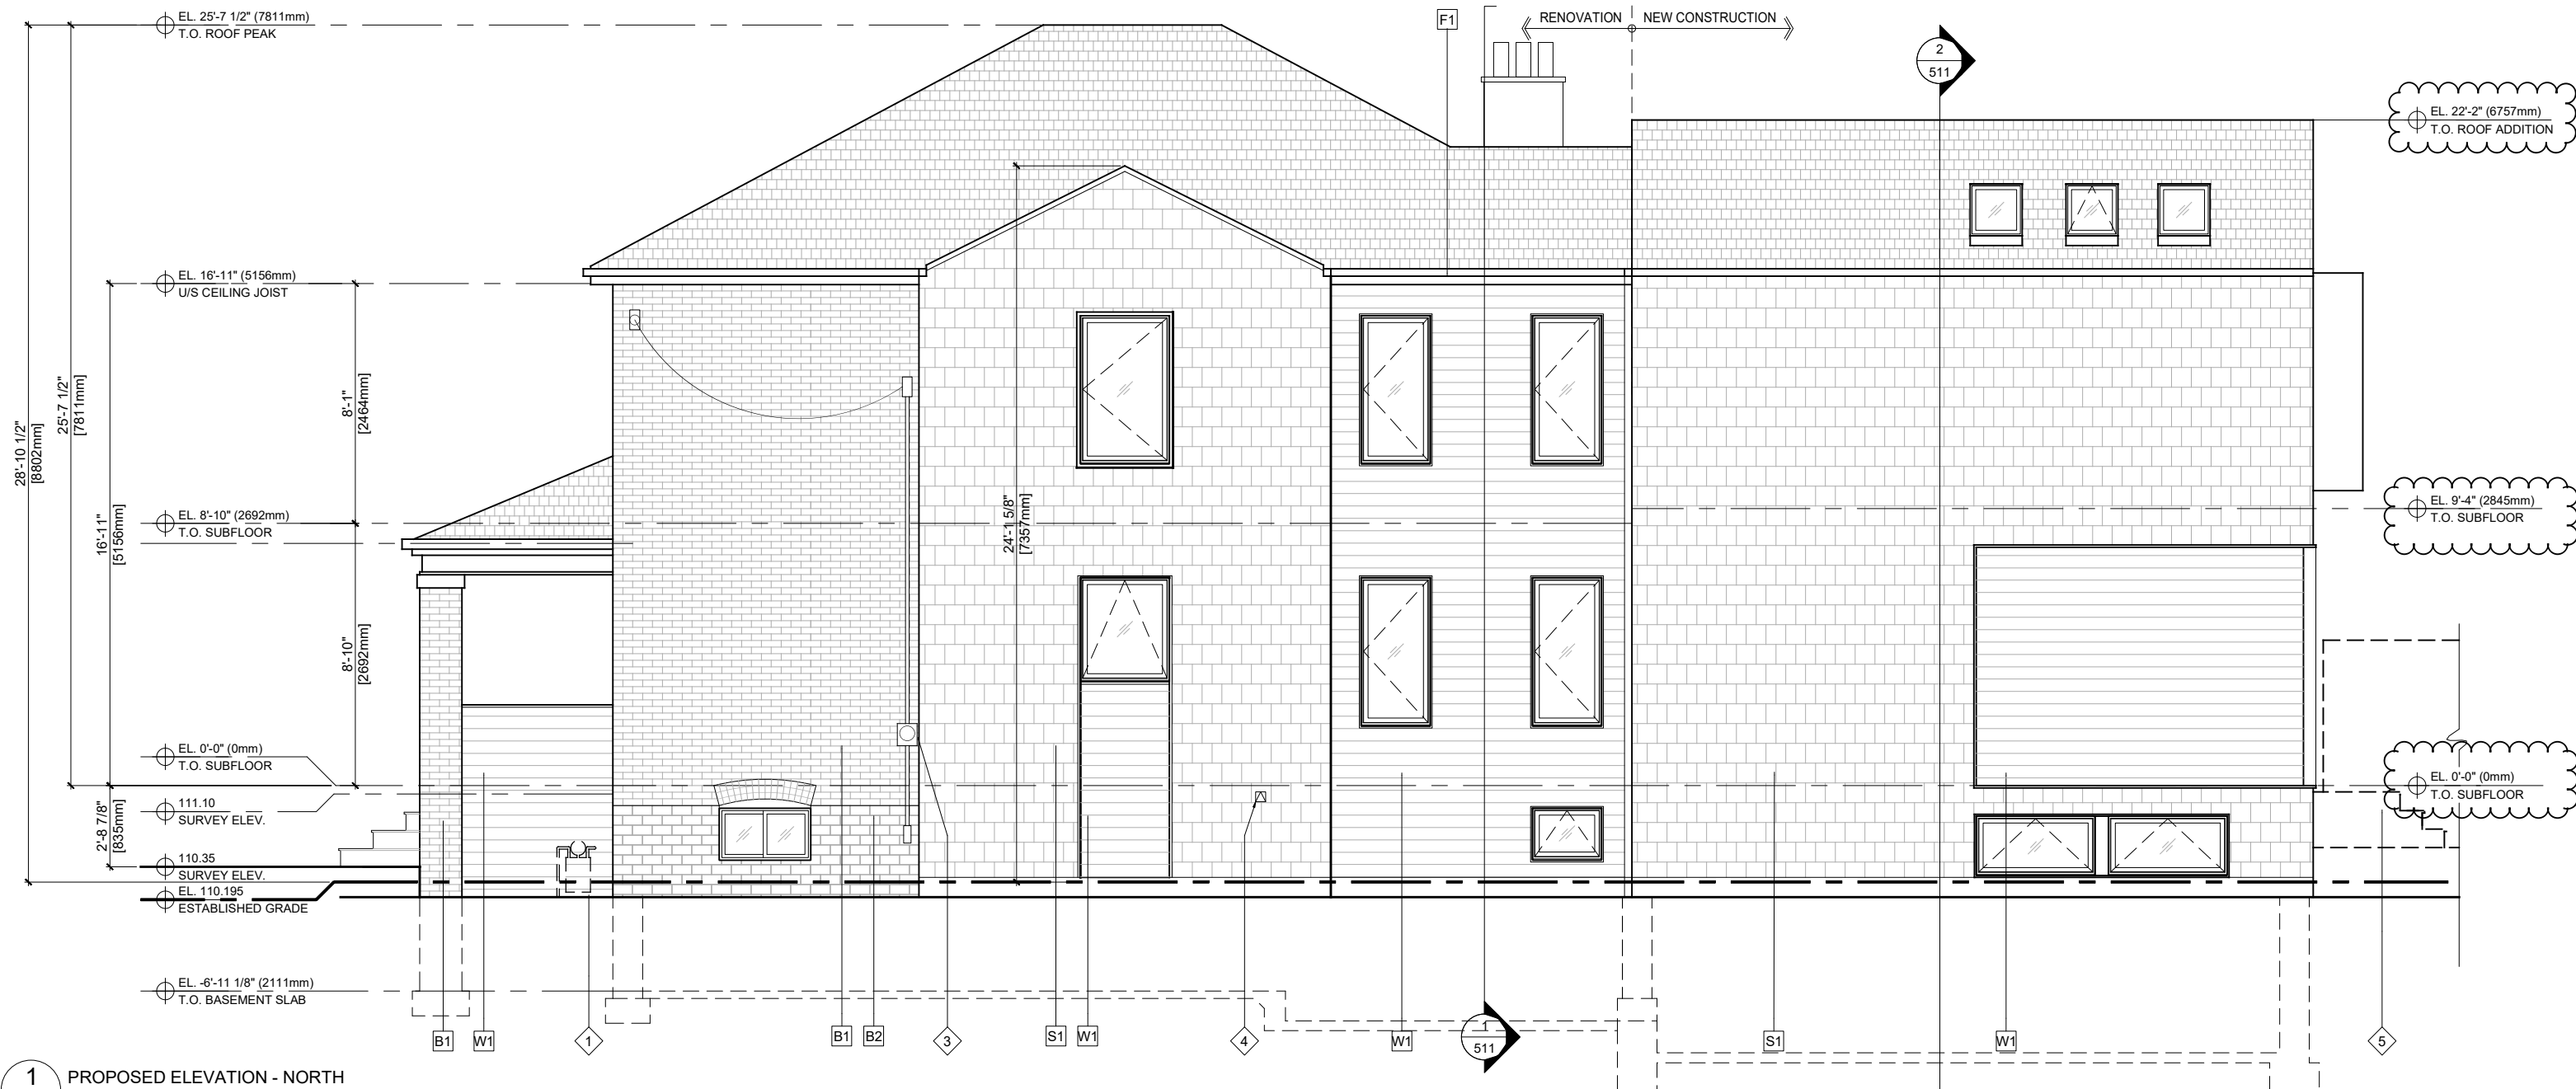 EL. 25'-7 1/2" (7811mm)
T.O. ROOF PEAK
F1
RENOVATION
NEW CONSTRUCTION
2
511
EL. 22'-2" (6757mm)
T.O. ROOF ADDITION
EL. 16'-11" (5156mm)
U/S CEILING JOIST
28'-10 1/2"
[8802mm]
25'-7 1/2"
[7811mm]
16'-11"
[5156mm]
8'-1"
[2464mm]
24'-1 5/8"
[7357mm]
EL. 8'-10" (2692mm)
T.O. SUBFLOOR
EL. 9'-4" (2845mm)
T.O. SUBFLOOR
8'-10"
[2692mm]
EL. 0'-0" (0mm)
T.O. SUBFLOOR
EL. 0'-0" (0mm)
T.O. SUBFLOOR
111.10
SURVEY ELEV.
2'-8 7/8"
[835mm]
110.35
SURVEY ELEV.
EL. 110.195
ESTABLISHED GRADE
EL. -6'-11 1/8" (2111mm)
T.O. BASEMENT SLAB
B1
W1
1
B1
B2
3
S1
W1
4
W1
1
511
S1
W1
5
1
PROPOSED ELEVATION - NORTH